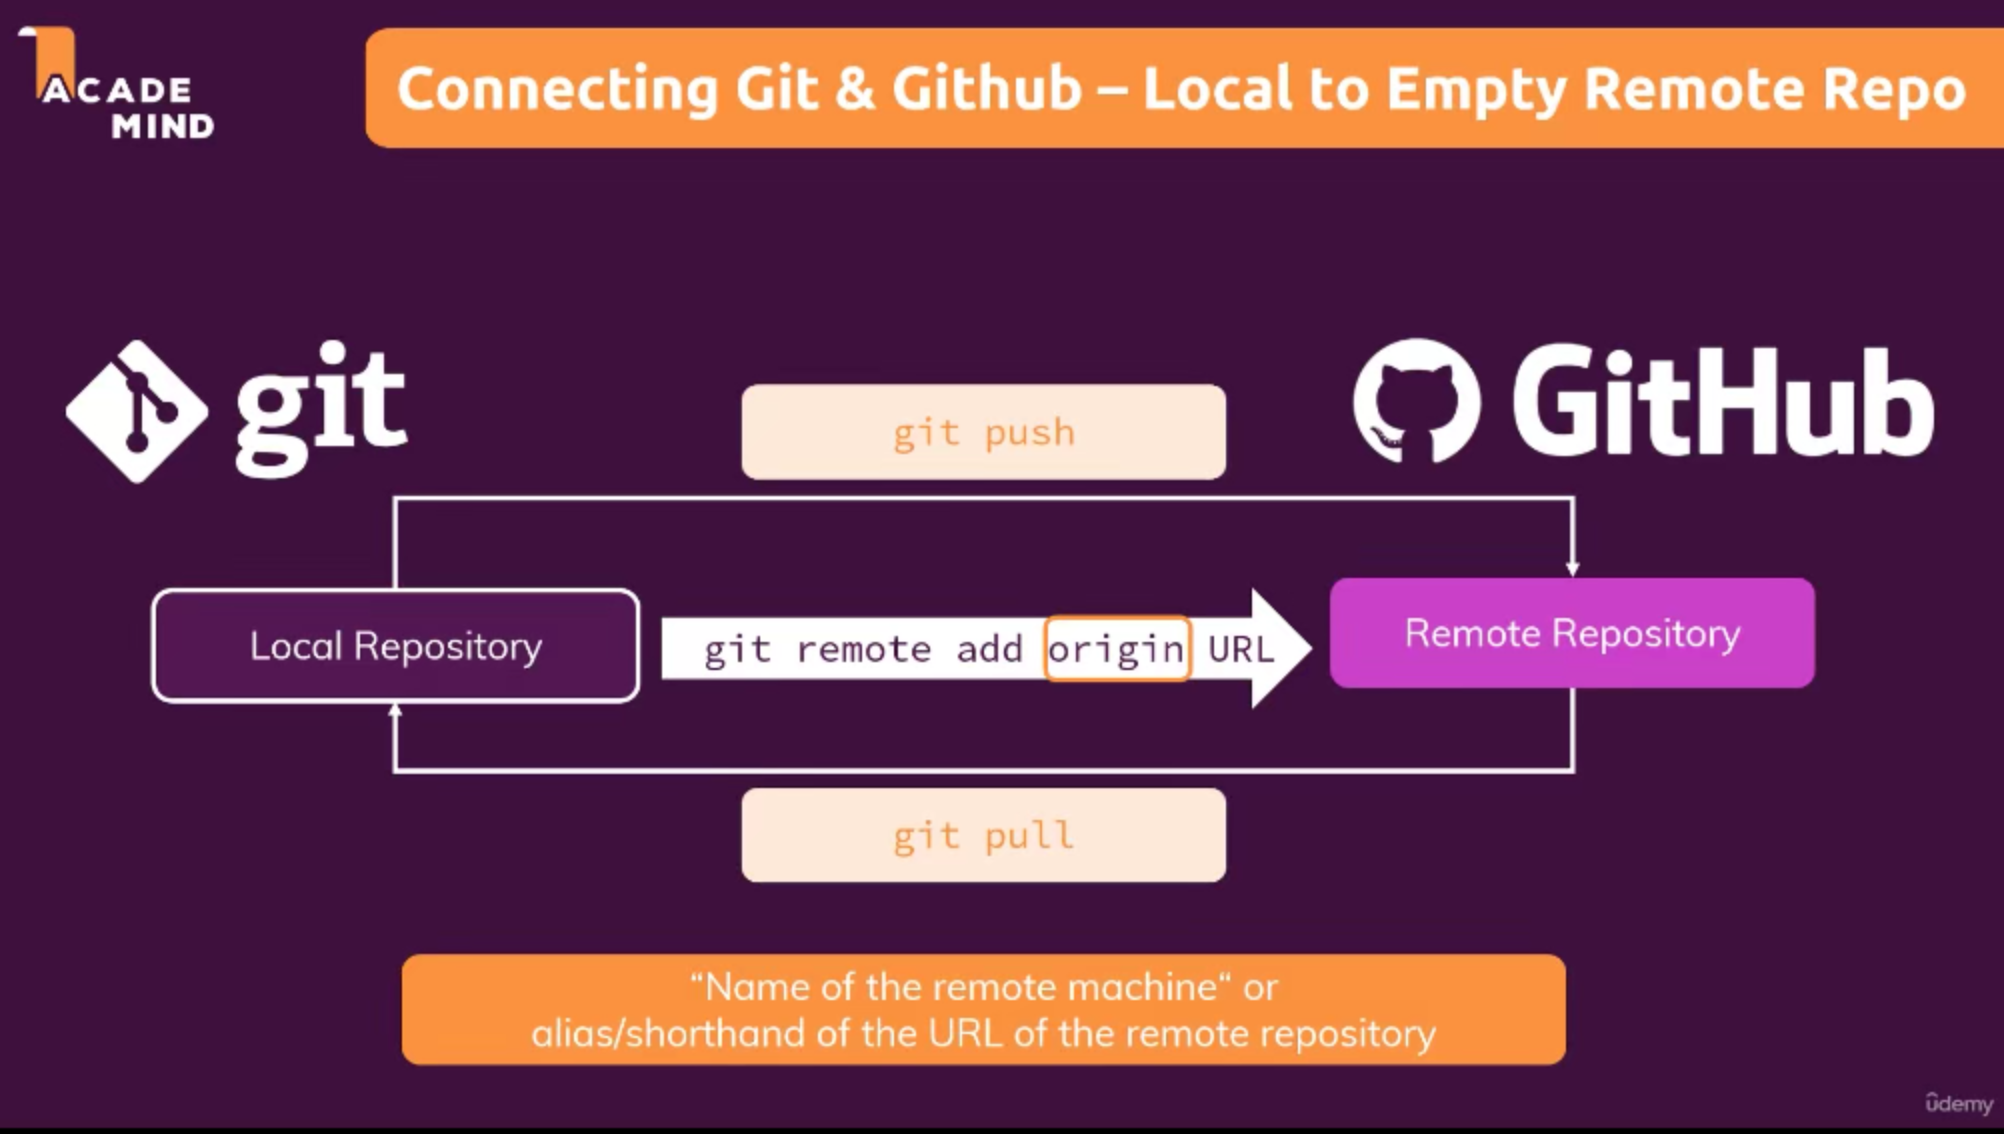 ACADE
MIND
Connecting Git & Github – Local to Empty Remote Repo
git
GitHub
git push
Local Repository
git remote add origin URL
Remote Repository
git pull
“Name of the remote machine“ or
alias/shorthand of the URL of the remote repository
ûdemy